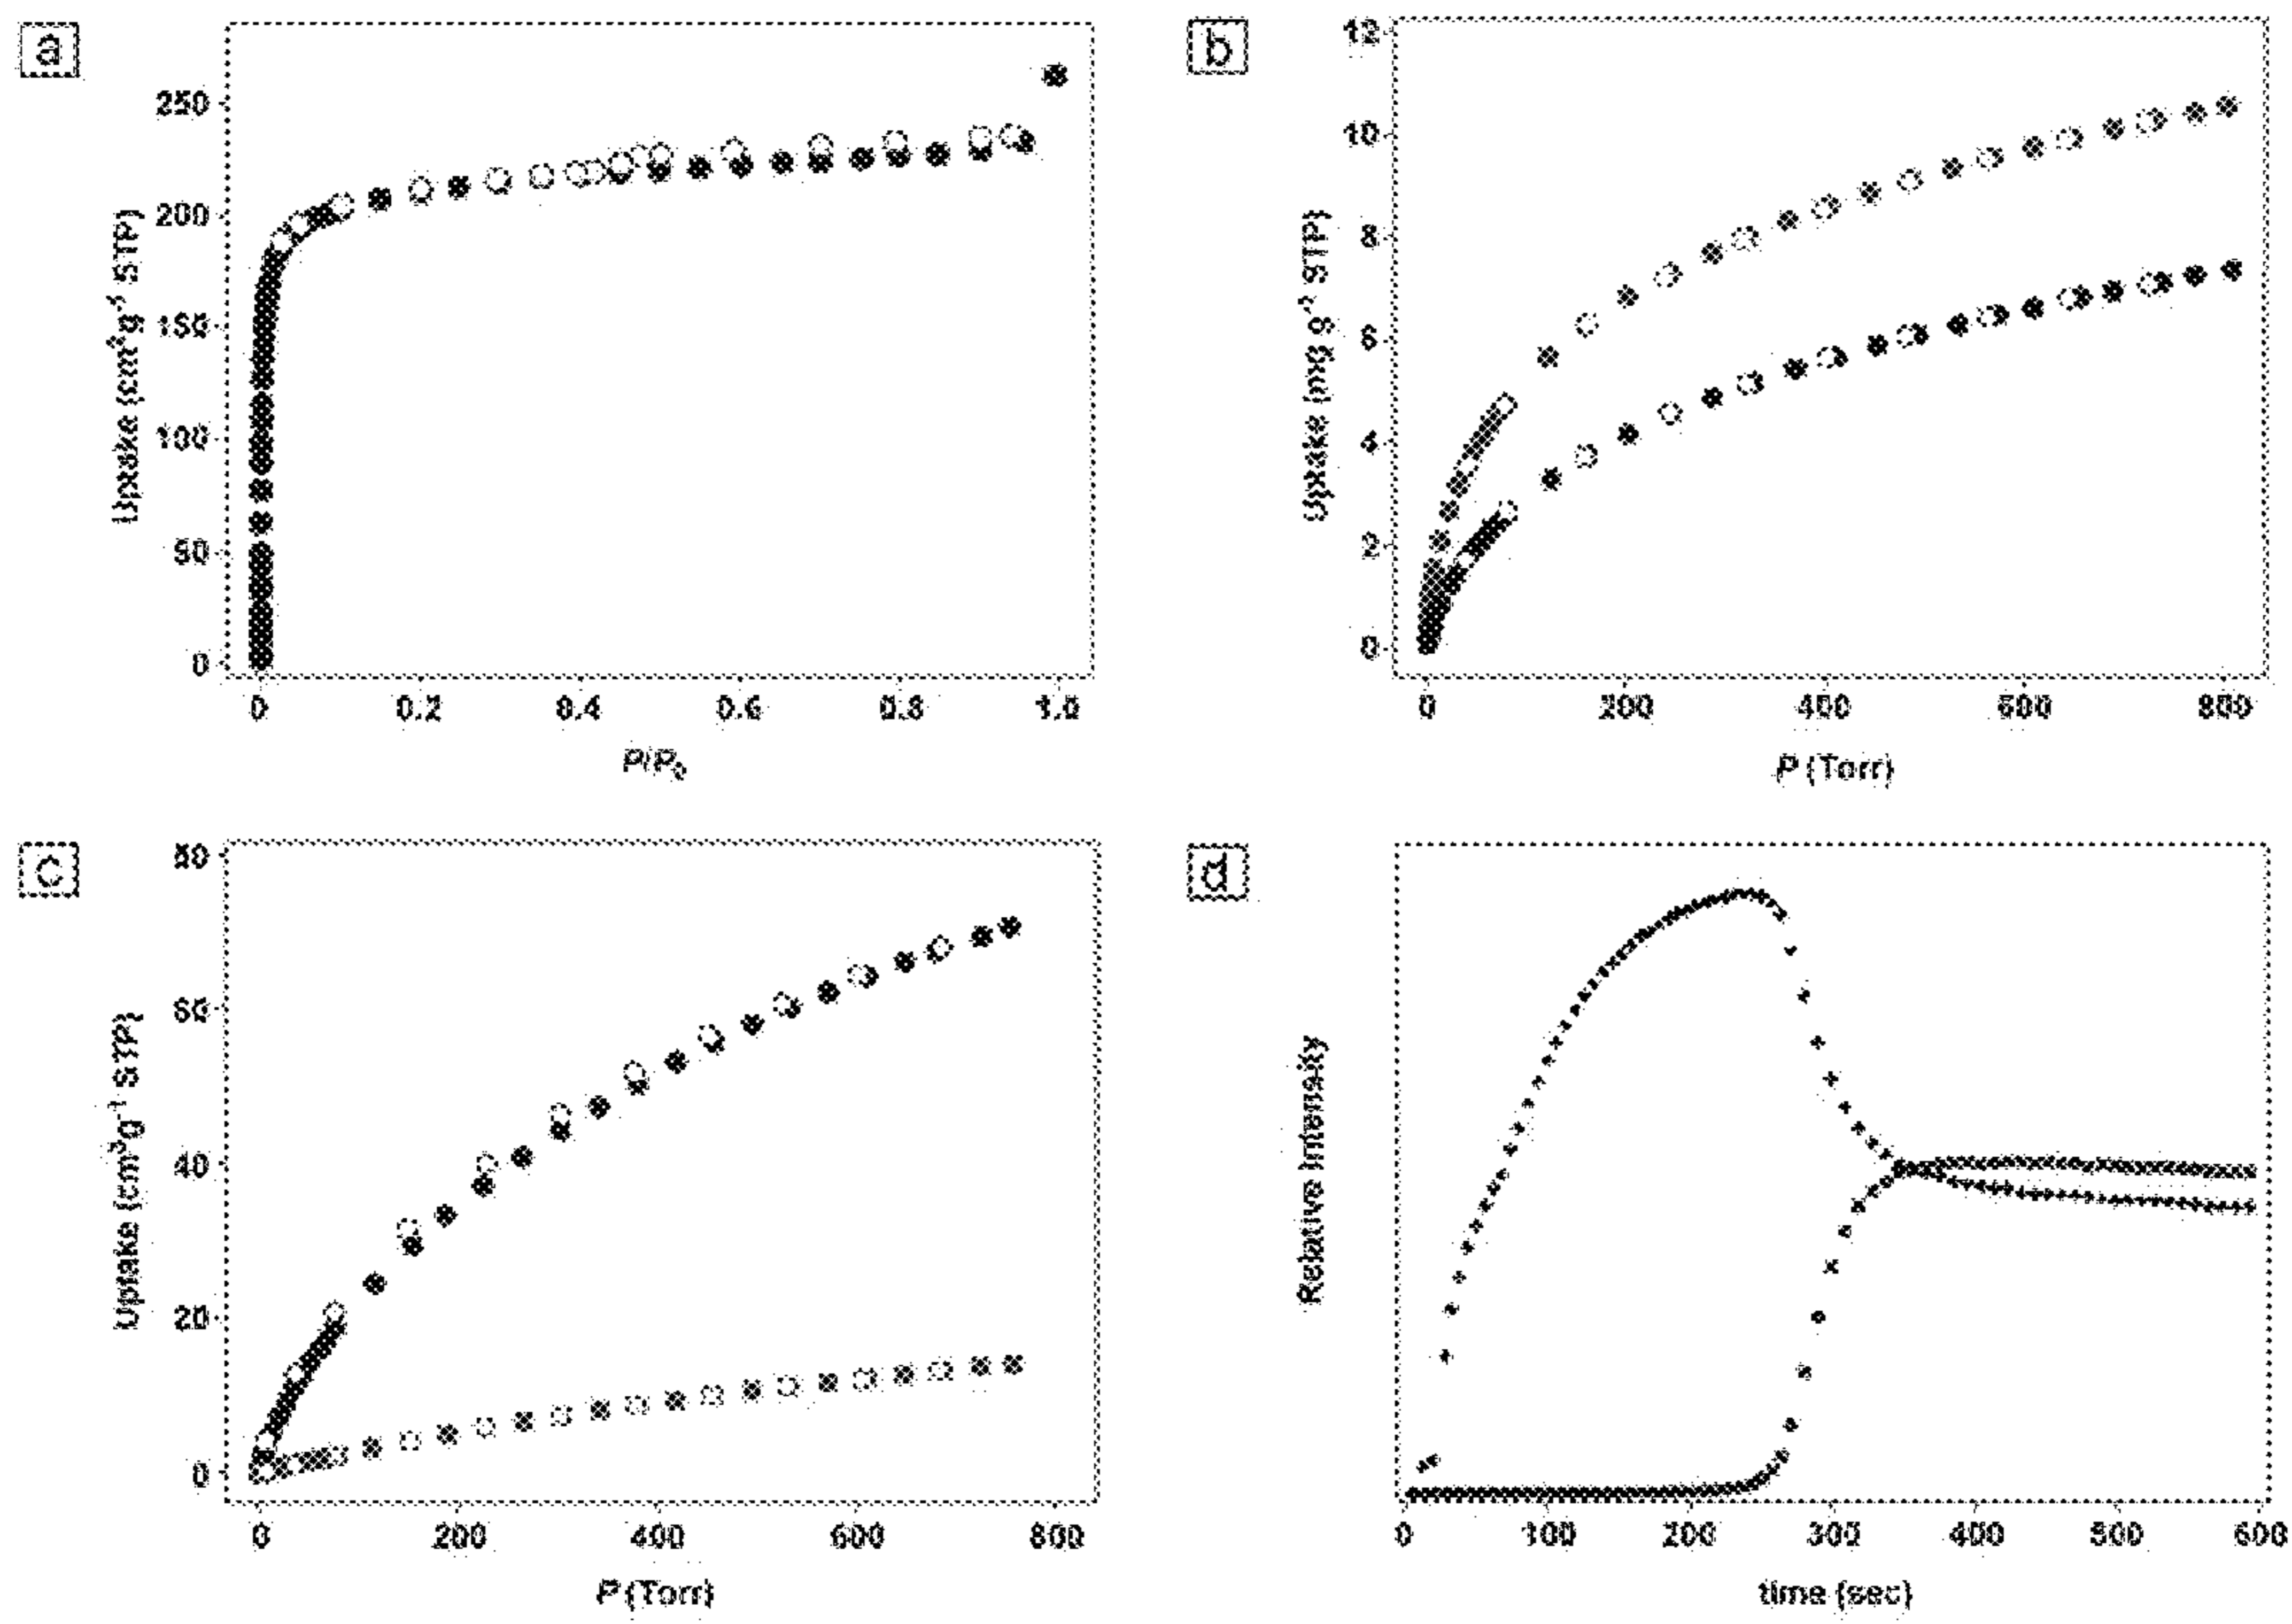 a
250
200
150
100
50
0
Uptake (cm³g⁻¹ STP)
0 0.2 0.4 0.6 0.8 1.0
P/P₀
b
12
10
8
6
4
2
0
Uptake (mg g⁻¹ STP)
0 200 400 600 800
P (Torr)
c
80
60
40
20
0
Uptake (cm³g⁻¹ STP)
0 200 400 600 800
P (Torr)
d
Relative Intensity
0 100 200 300 400 500 600
time (sec)